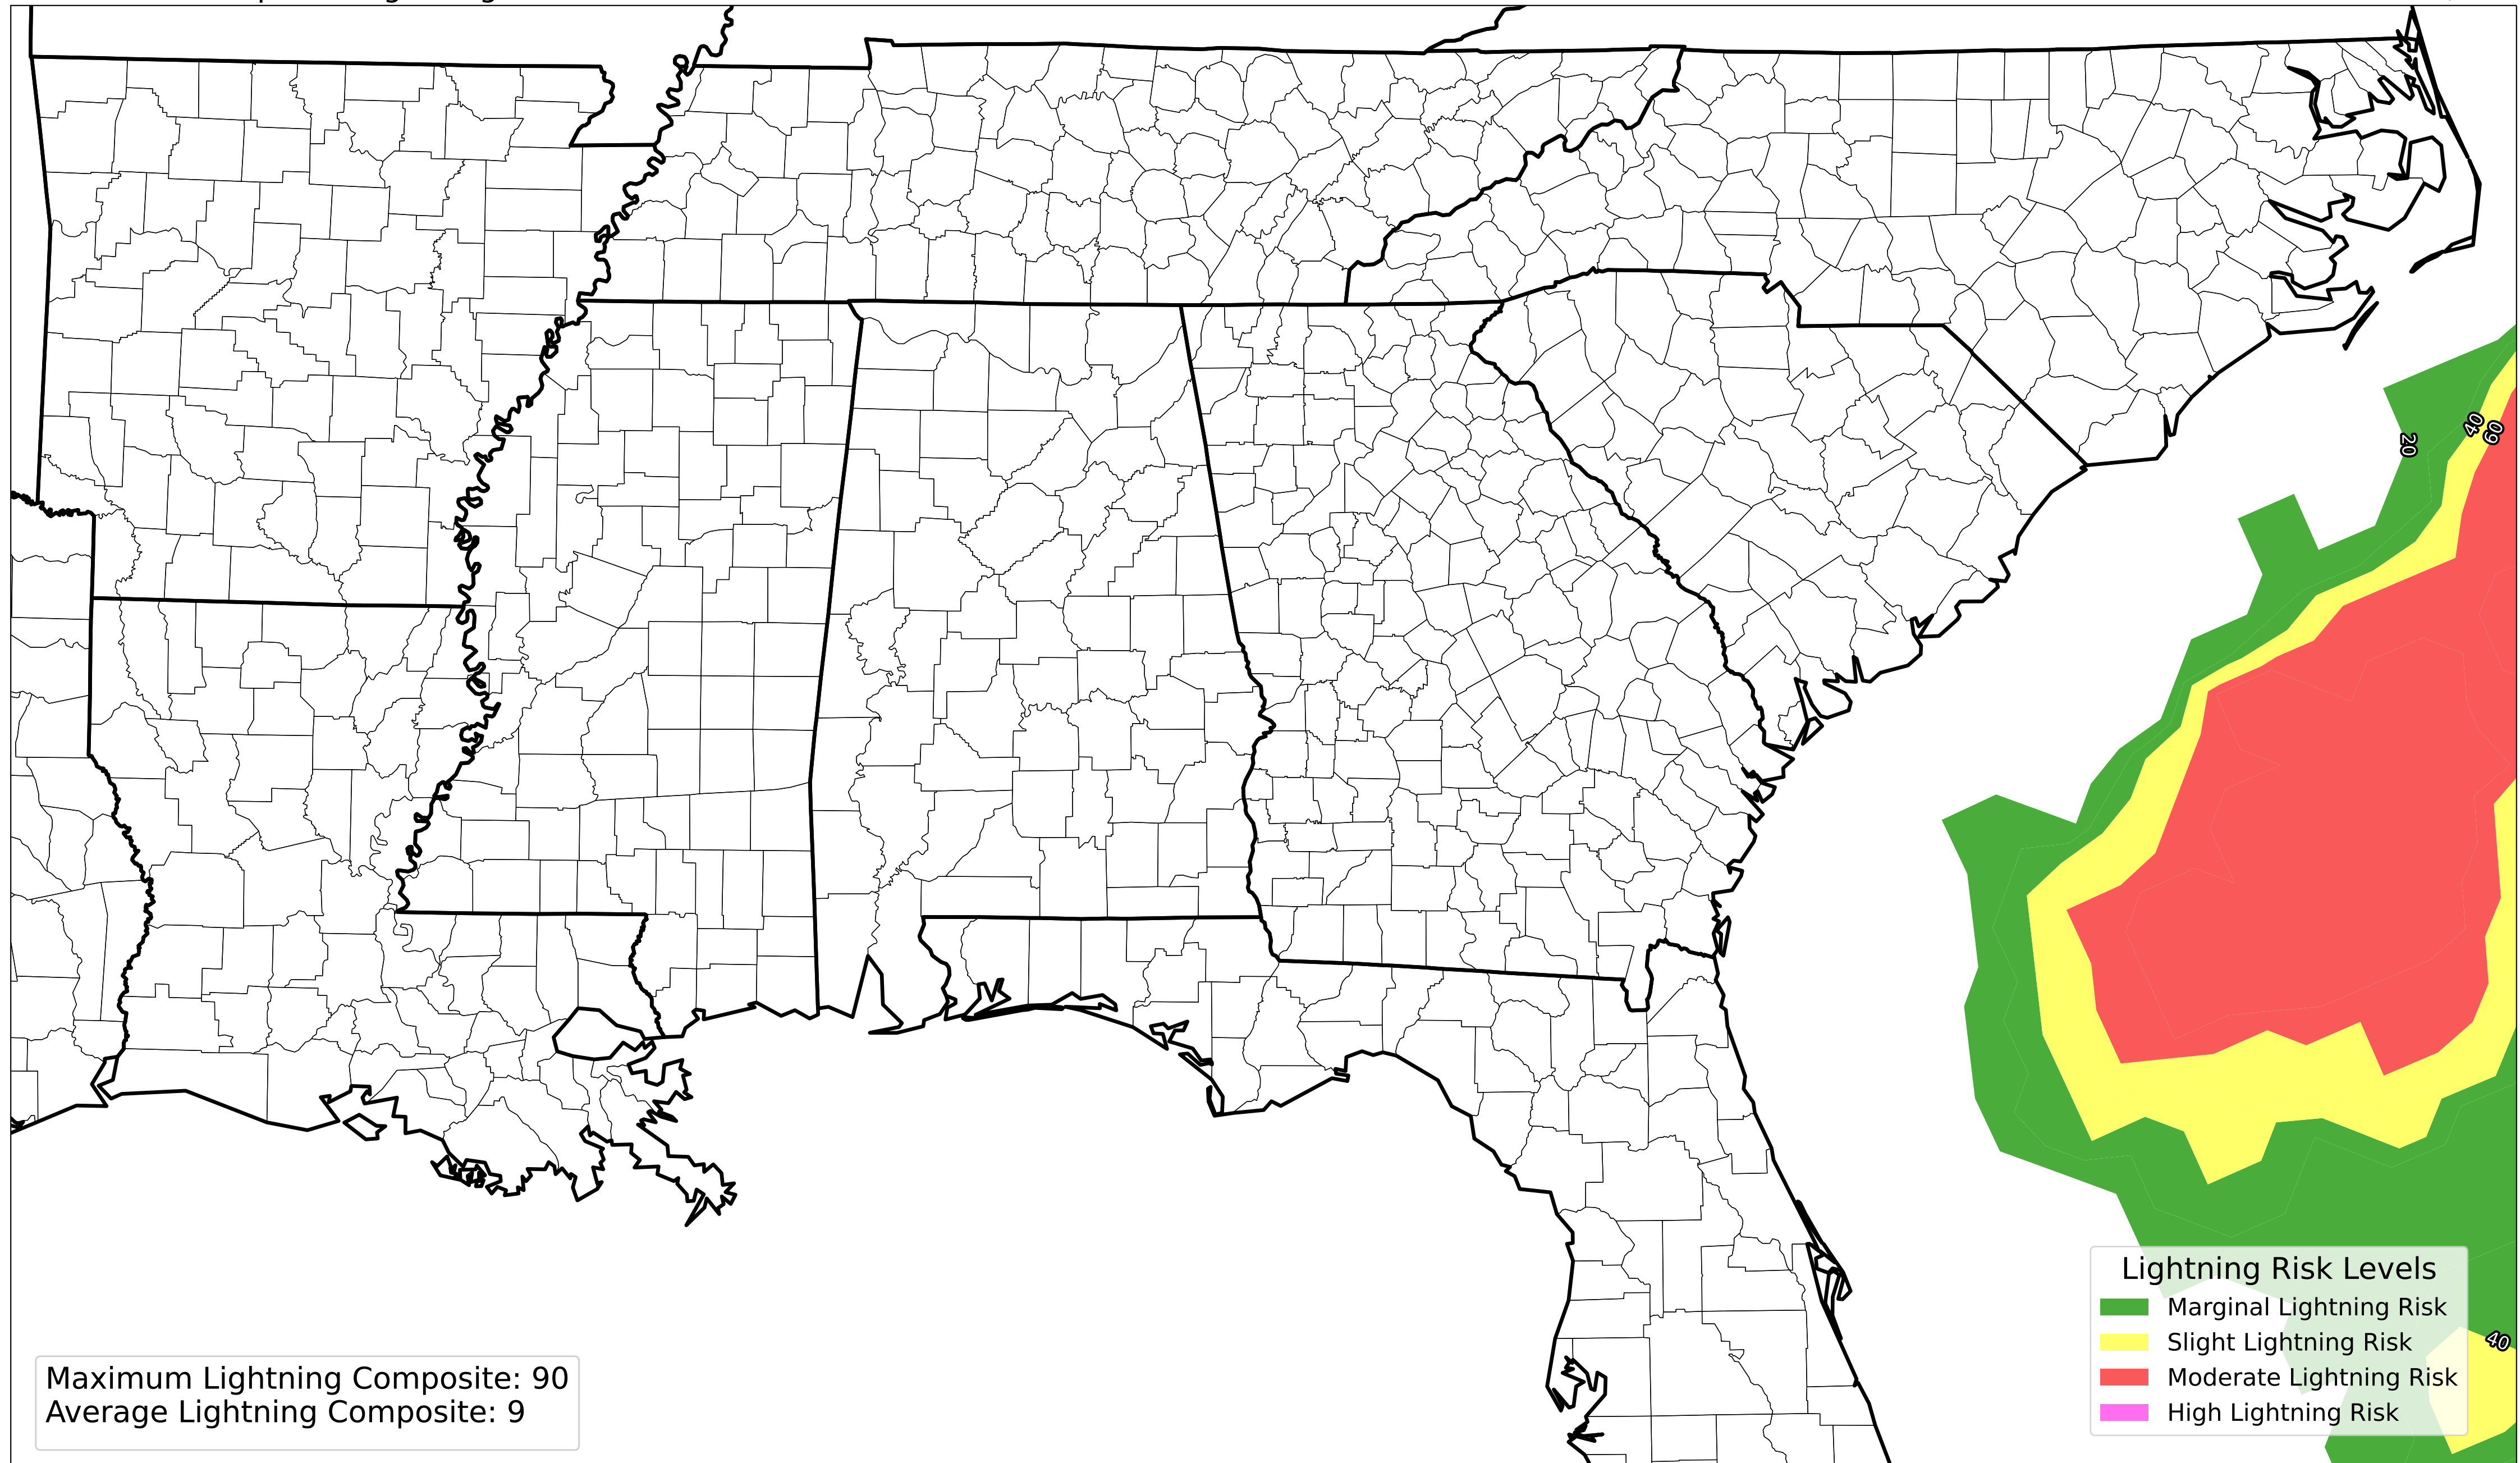 20
40
60
40
Lightning Risk Levels
Marginal Lightning Risk
Slight Lightning Risk
Moderate Lightning Risk
High Lightning Risk
Maximum Lightning Composite: 90
Average Lightning Composite: 9